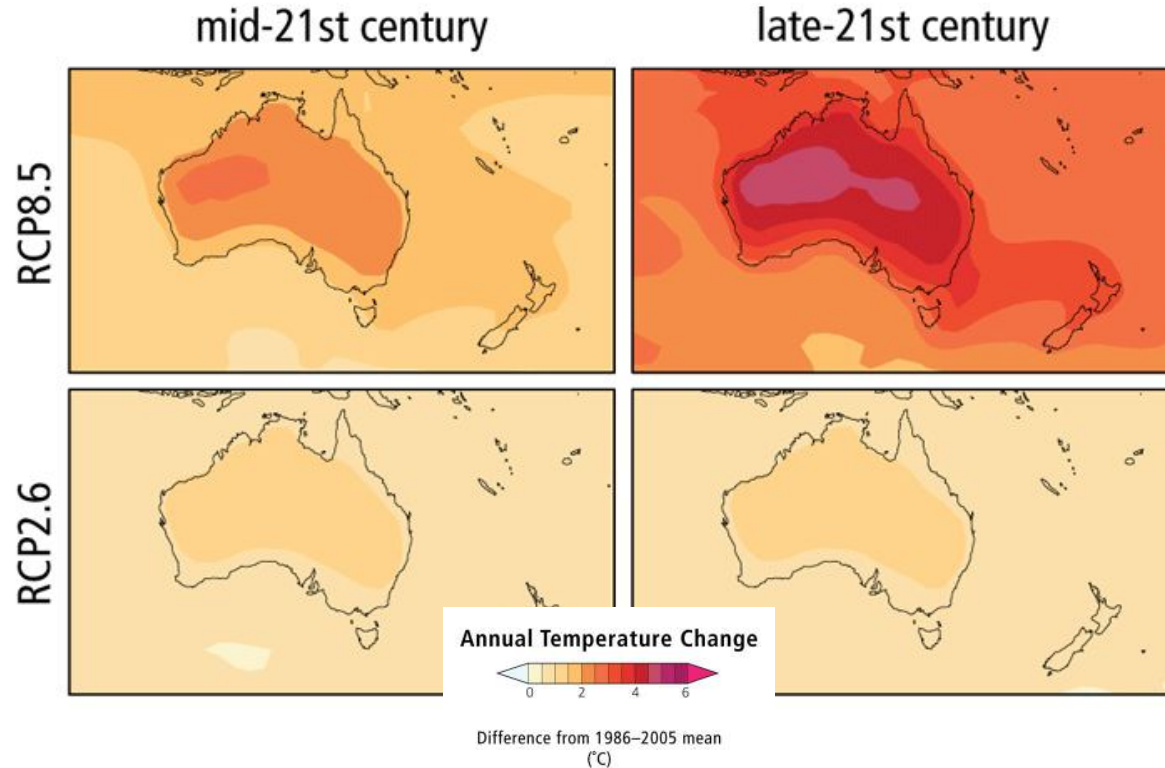 mid-21st century
late-21st century
RCP8.5
RCP2.6
Annual Temperature Change
0 2 4 6
Difference from 1986–2005 mean
(˚C)